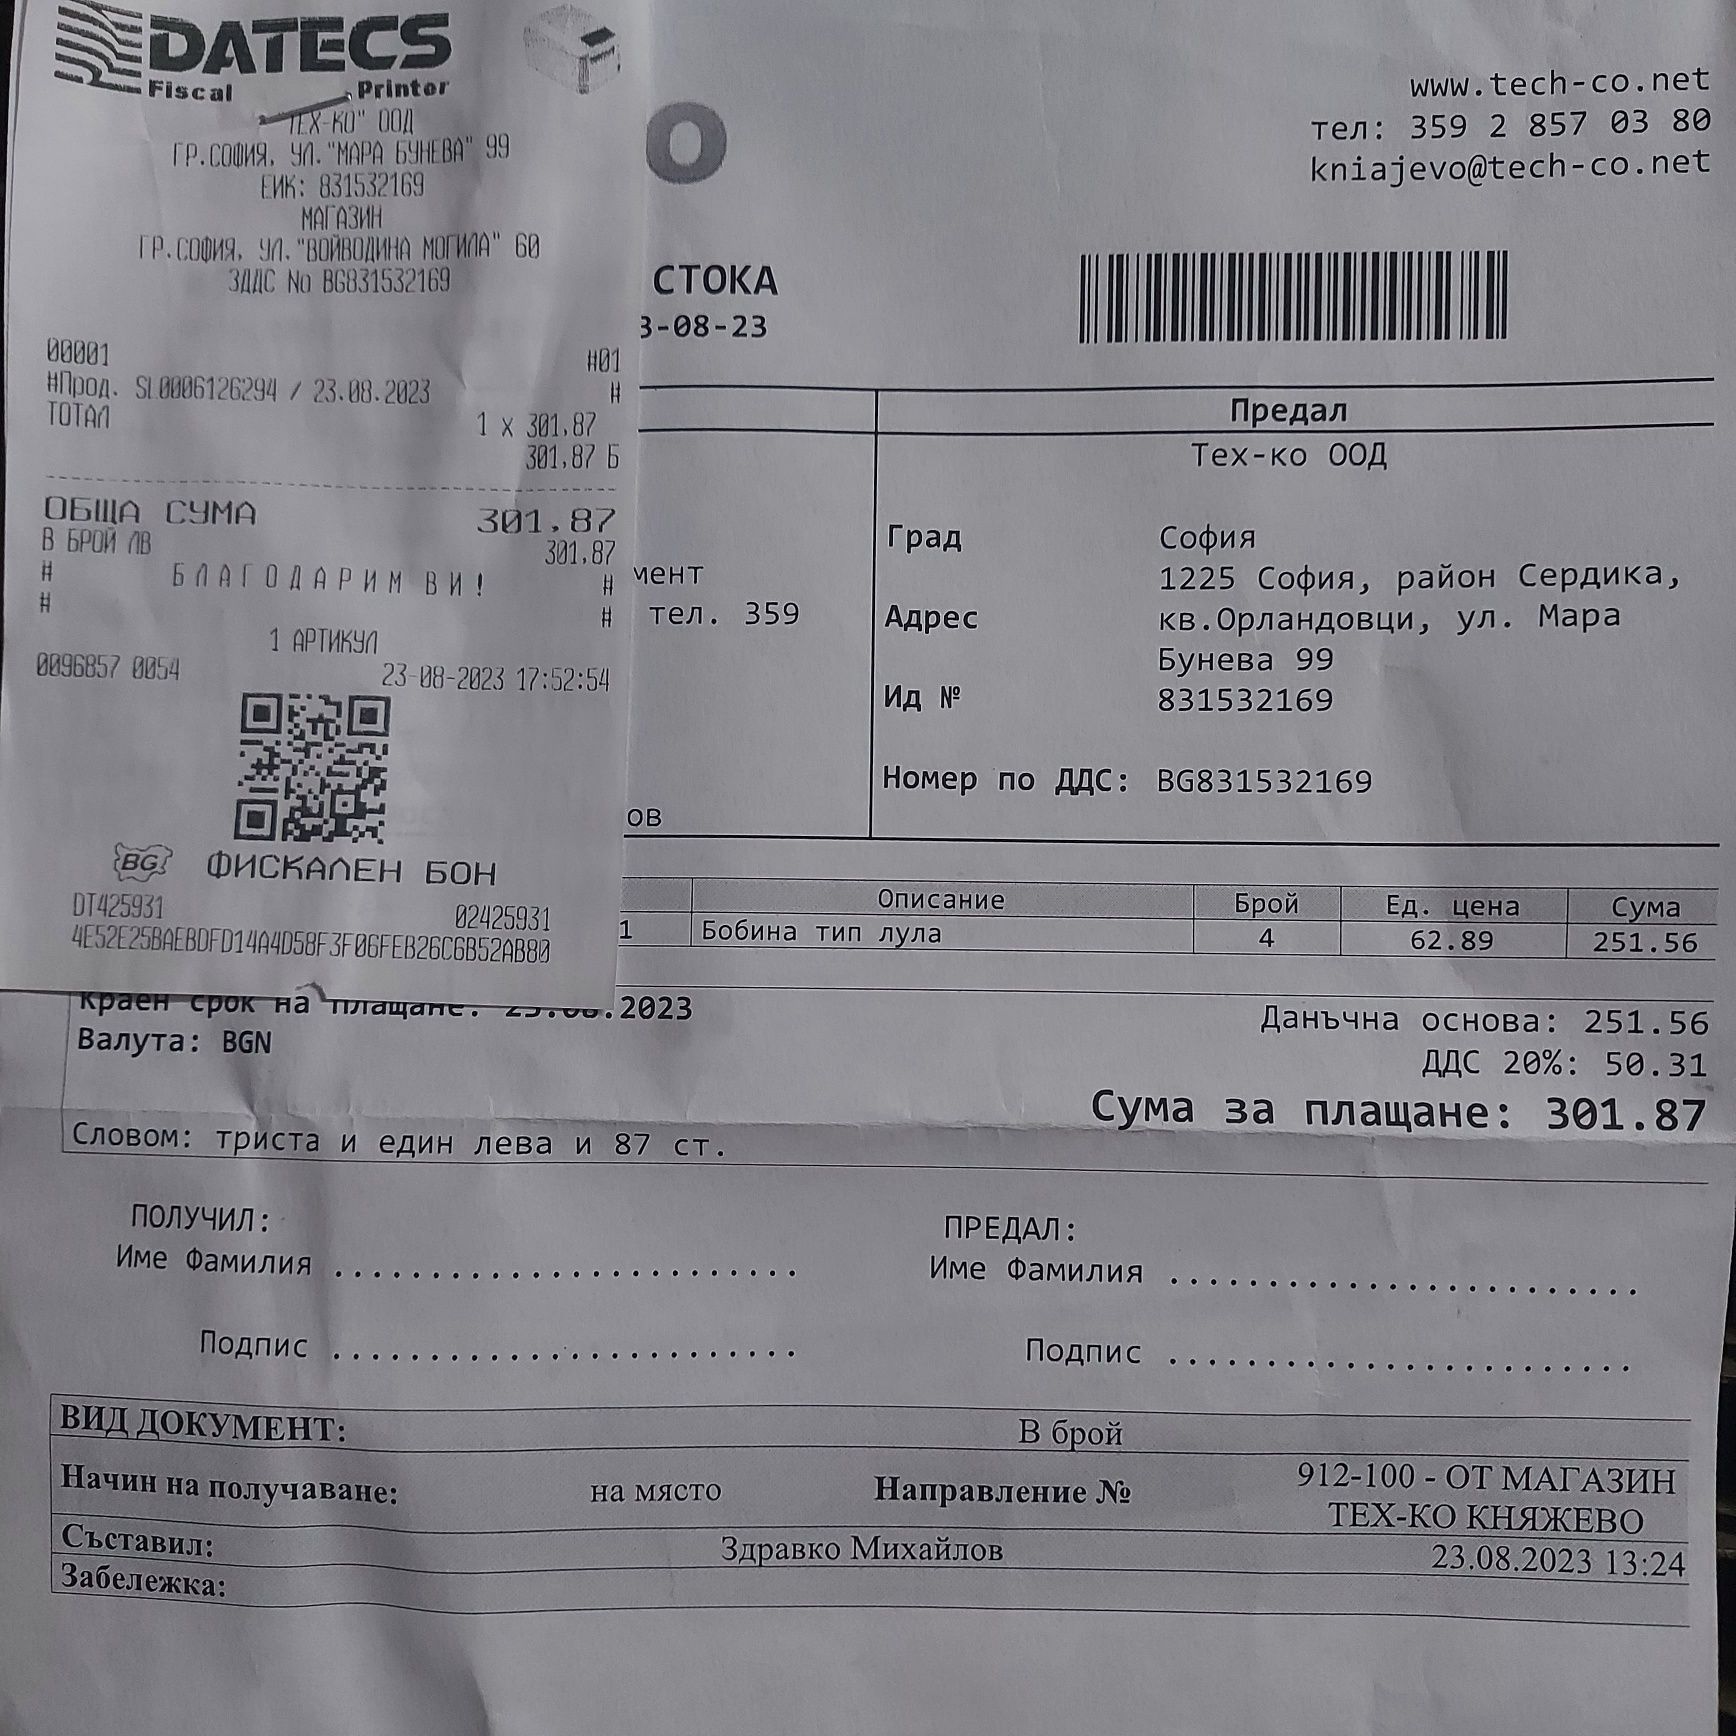 DATECS
Fiscal Printer
ТЕХ-КО" ООД
ГР.СОФИЯ, УЛ."МАРА БУНЕВА" 99
ЕИК: 831532169
МАГАЗИН
ГР.СОФИЯ, УЛ."ВОЙВОДИНА МОГИЛА" 60
ЗДДС No BG831532169
00001 #01
#Прод. SL0006126294 / 23.08.2023 #
ТОТАЛ
1 x 301,87
301,87 Б
ОБЩА СУМА 301,87
В БРОЙ ЛВ 301,87
# БЛАГОДАРИМ ВИ! #
# #
1 АРТИКУЛ
0096857 0054 23-08-2023 17:52:54
BG ФИСКАЛЕН БОН
DT425931 02425931
4E52E25BAEBDFD14A4D58F3F06FEB26C6B52AB80
О
www.tech-co.net
тел: 359 2 857 03 80
kniajevo@tech-co.net
СТОКА
3-08-23
Предал
Тех-ко ООД
Град София
Адрес 1225 София, район Сердика,
кв.Орландовци, ул. Мара
Бунева 99
Ид № 831532169
Номер по ДДС: BG831532169
мент
тел. 359
ов
Описание Брой Ед. цена Сума
1 Бобина тип лула 4 62.89 251.56
Краен срок на плащане: 23.08.2023
Валута: BGN
Данъчна основа: 251.56
ДДС 20%: 50.31
Сума за плащане: 301.87
Словом: триста и един лева и 87 ст.
ПОЛУЧИЛ: ПРЕДАЛ:
Име Фамилия ........................ Име Фамилия ........................
Подпис ........................ Подпис ........................
ВИД ДОКУМЕНТ: В брой
Начин на получаване: на място Направление № 912-100 - ОТ МАГАЗИН
ТЕХ-КО КНЯЖЕВО
Съставил: Здравко Михайлов 23.08.2023 13:24
Забележка: